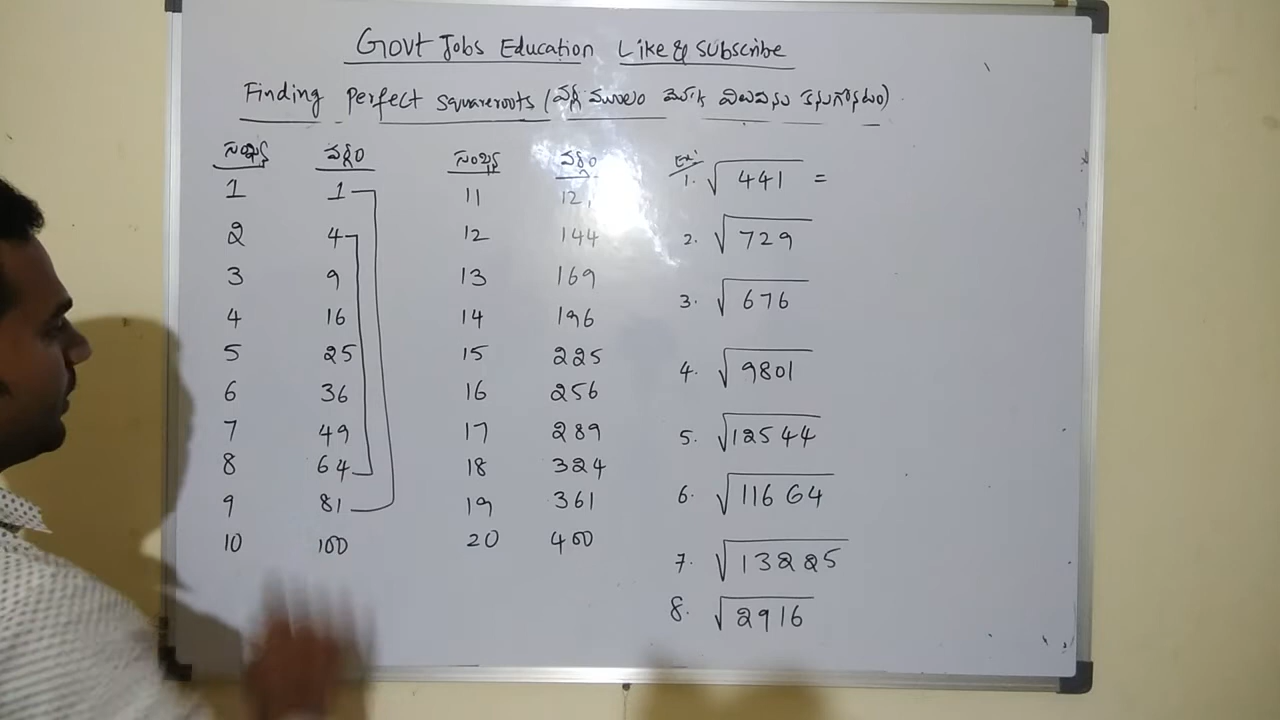 Govt Jobs Education Like & Subscribe
Finding perfect squareroots (వర్గ మూలం యొక్క విలువను కనుగొనటం)
సంఖ్య వర్గం సంఖ్య వర్గం Ex:
1 1 11 121 1. √441 =
2 4 12 144 2. √729
3 9 13 169 3. √676
4 16 14 196
5 25 15 225 4. √9801
6 36 16 256
7 49 17 289 5. √12544
8 64 18 324
9 81 19 361 6. √11664
10 100 20 400 7. √13225
8. √2916